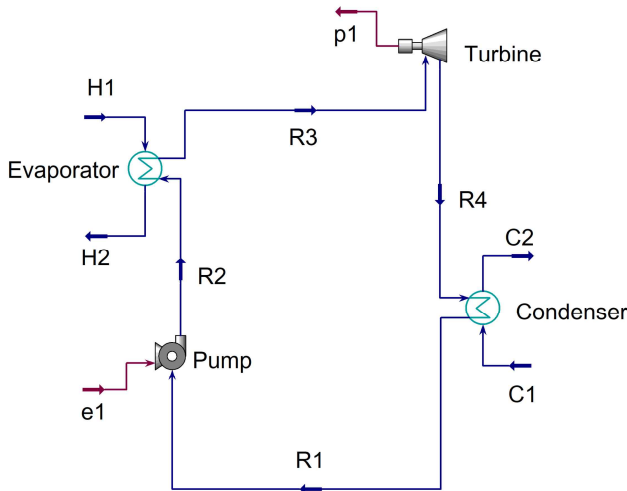 p1
Turbine
H1
R3
Evaporator
R4
C2
H2
R2
Condenser
Pump
C1
e1
R1